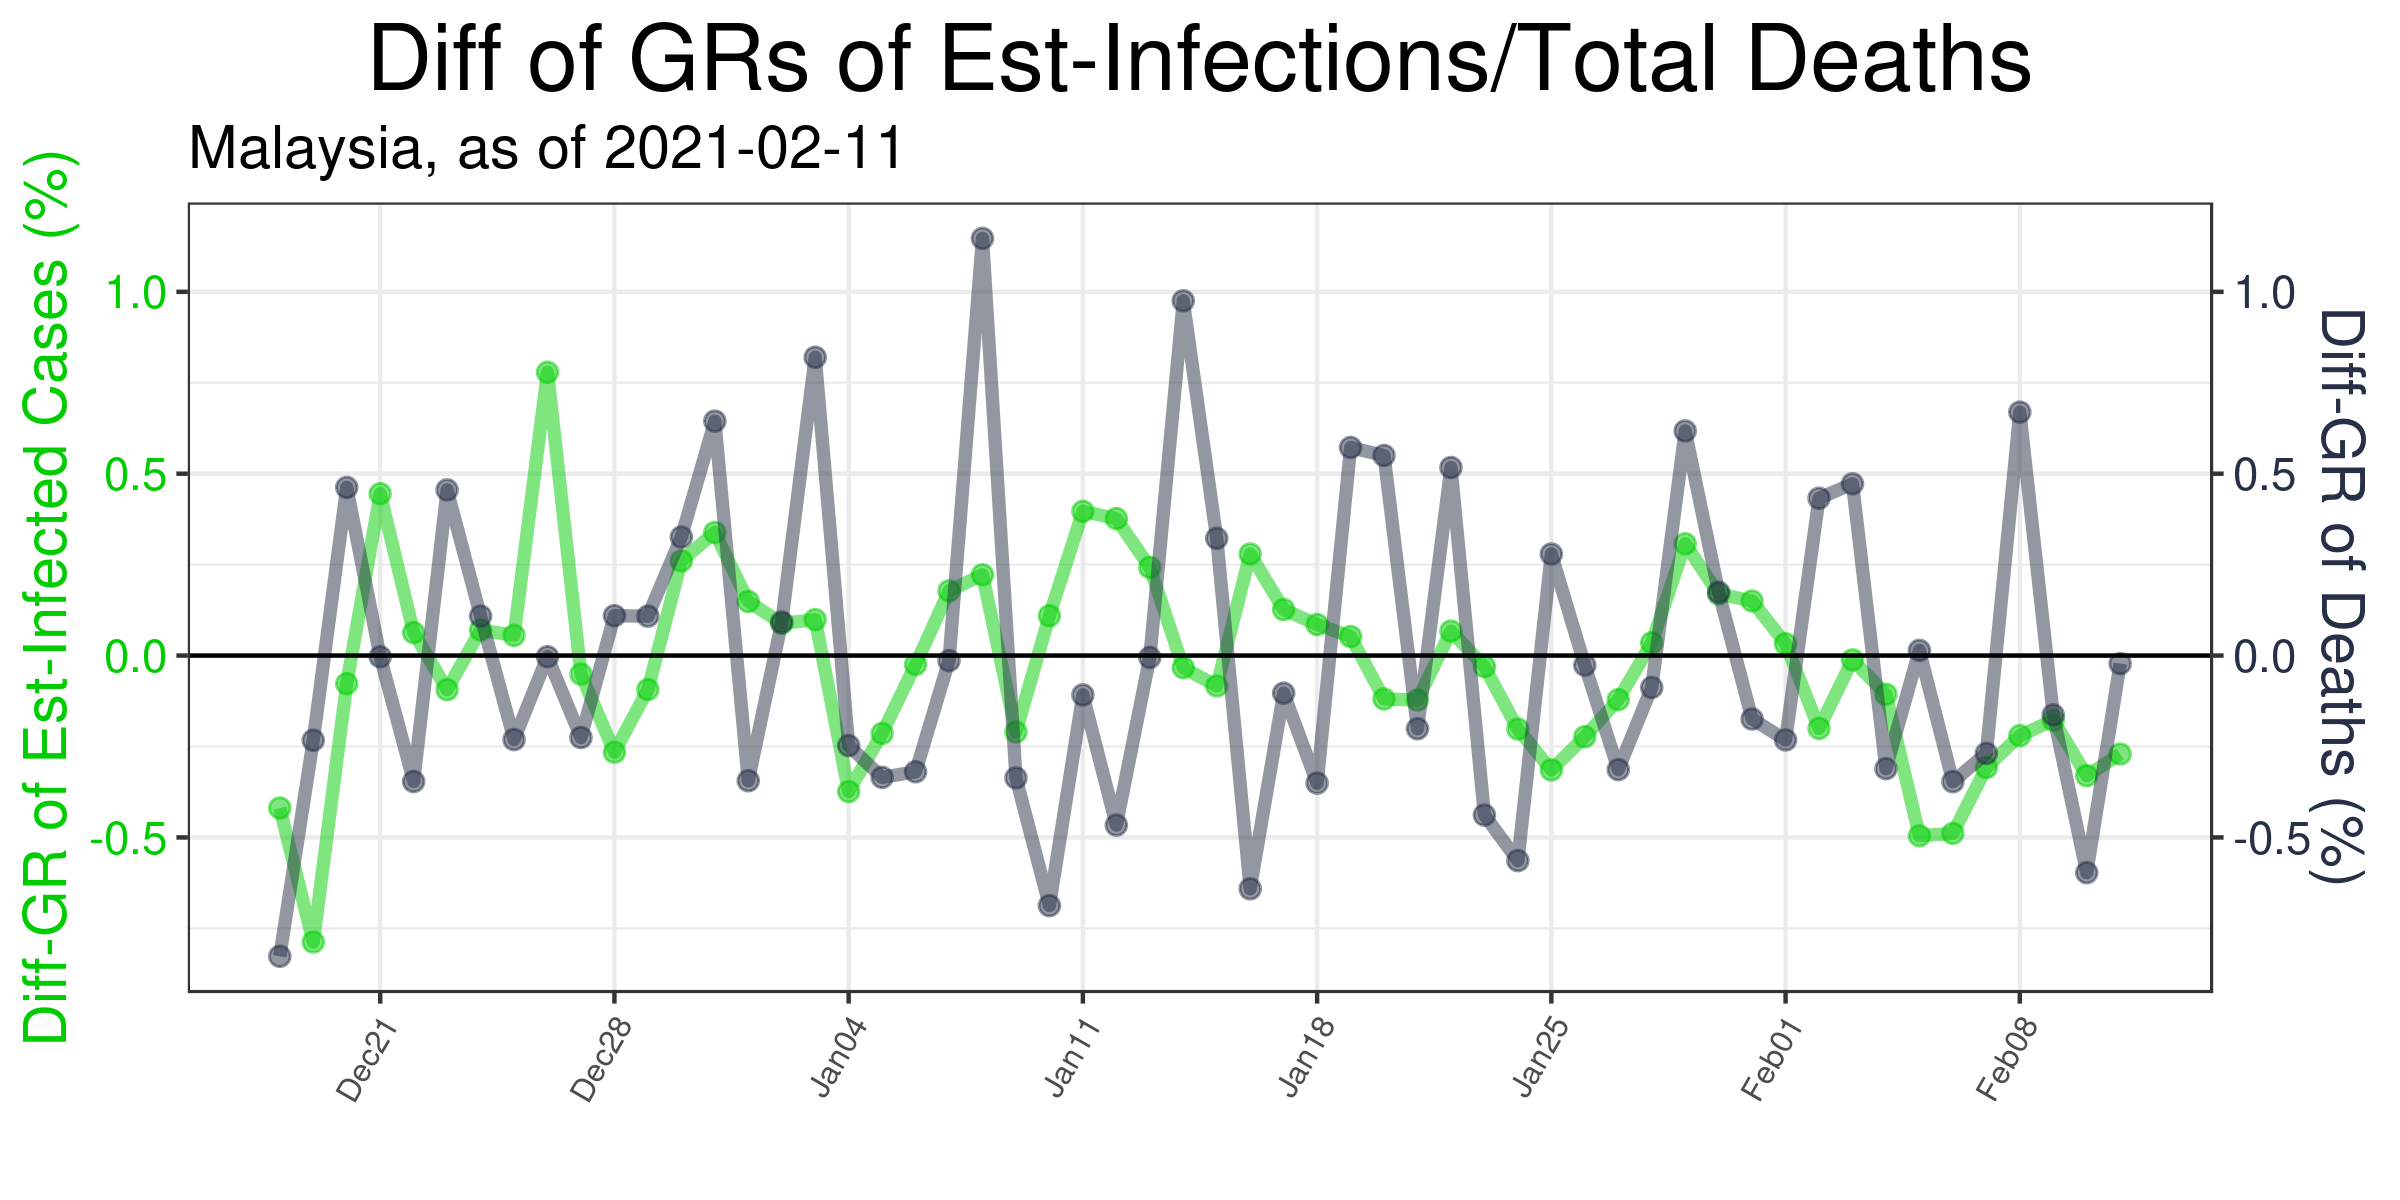 Diff of GRs of Est-Infections/Total Deaths
Malaysia, as of 2021-02-11
Diff-GR of Est-Infected Cases (%)
1.0
0.5
0.0
-0.5
1.0
0.5
0.0
-0.5
Diff-GR of Deaths (%)
Dec21
Dec28
Jan04
Jan11
Jan18
Jan25
Feb01
Feb08